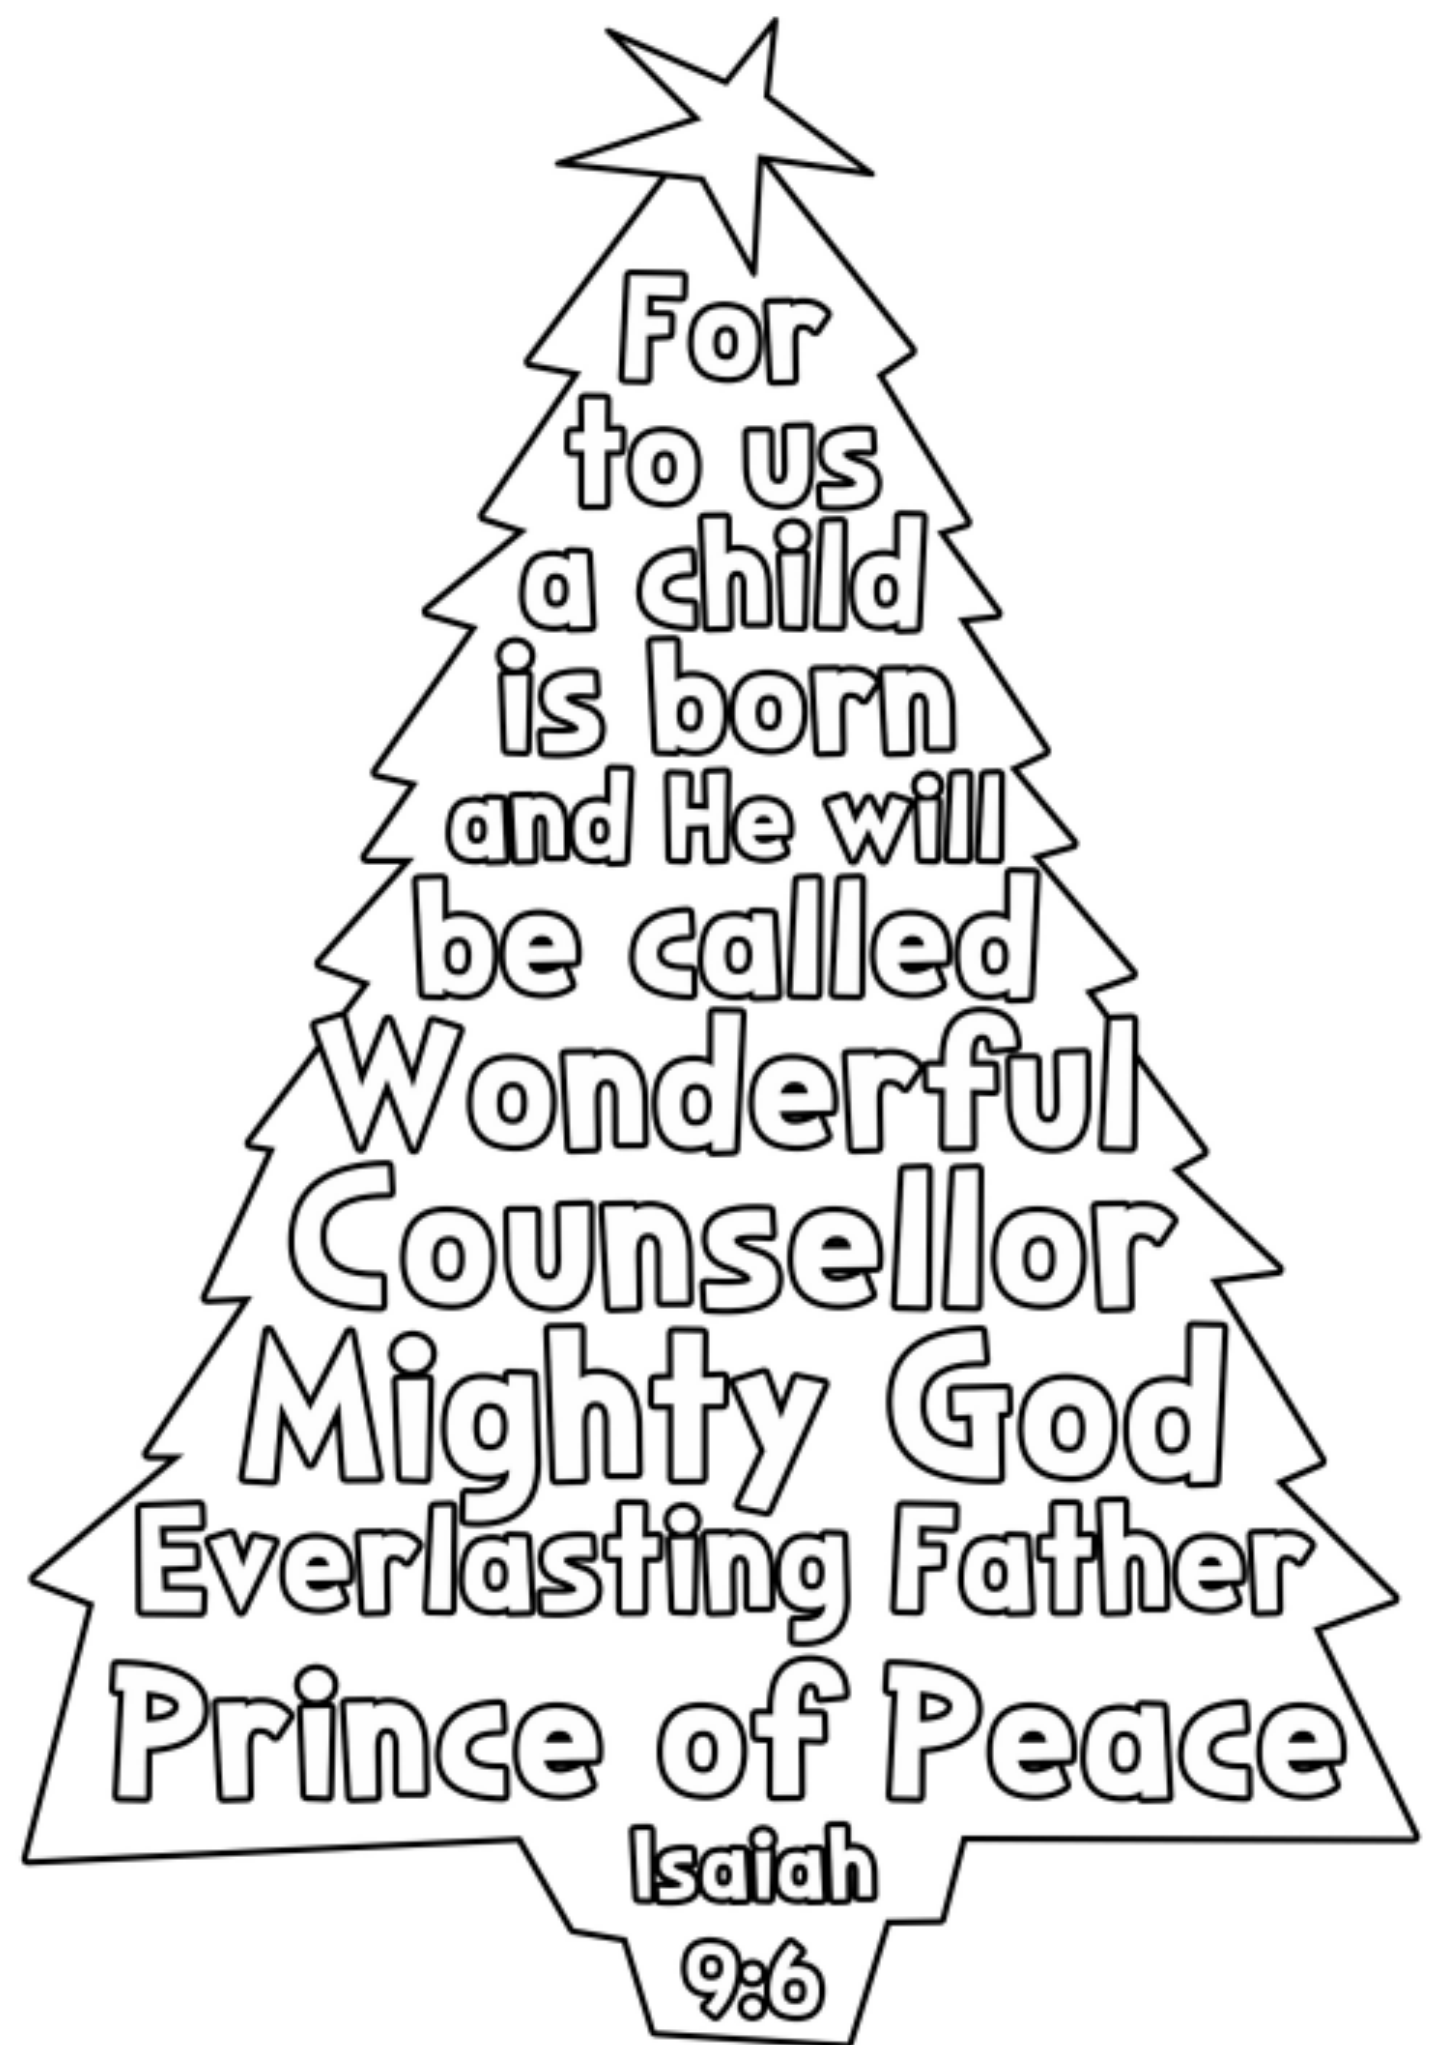 For
to us
a child
is born
and He will
be called
Wonderful
Counsellor
Mighty God
Everlasting Father
Prince of Peace
Isaiah
9:6